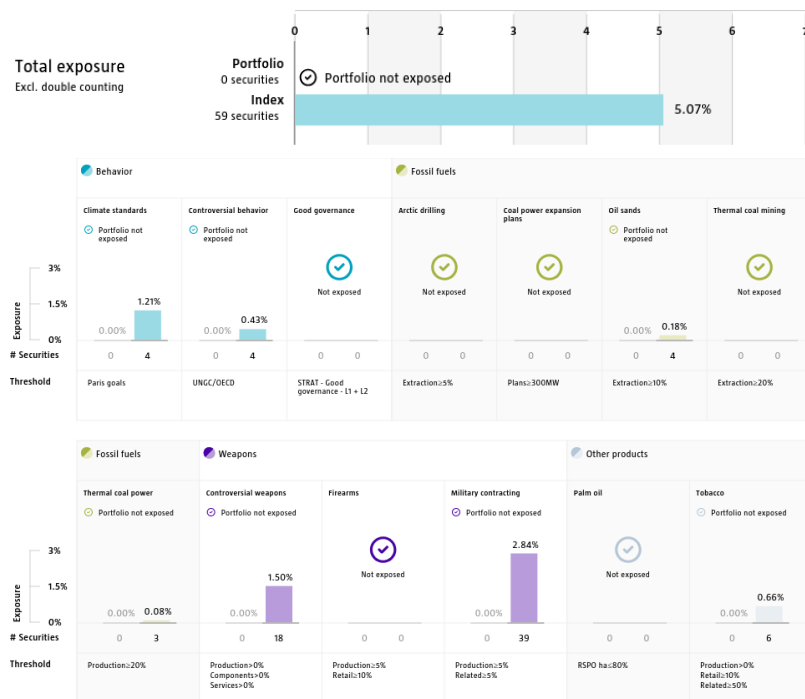 0 1 2 3 4 5 6 7
Total exposure
Excl. double counting
Portfolio
0 securities
Portfolio not exposed
Index
59 securities
5.07%
Behavior
Fossil fuels
Climate standards
Controversial behavior
Good governance
Arctic drilling
Coal power expansion
plans
Oil sands
Thermal coal mining
Portfolio not
exposed
Portfolio not
exposed
Portfolio not
exposed
Not exposed
Not exposed
Not exposed
Not exposed
Exposure
3%
1.5%
0%
0.00% 1.21%
0.00% 0.43%
0.00% 0.18%
# Securities 0 4 0 4 0 0 0 0 0 0 0 4 0 0
Threshold
Paris goals
UNGC/OECD
STRAT - Good
governance - L1 + L2
Extraction≥5%
Plans≥300MW
Extraction≥10%
Extraction≥20%
Fossil fuels
Weapons
Other products
Thermal coal power
Controversial weapons
Firearms
Military contracting
Palm oil
Tobacco
Portfolio not exposed
Portfolio not exposed
Portfolio not exposed
Portfolio not exposed
Not exposed
Not exposed
Exposure
3%
1.5%
0%
0.00% 0.08%
0.00% 1.50%
0.00% 2.84%
0.00% 0.66%
# Securities 0 3 0 18 0 0 0 39 0 0 0 6
Threshold
Production≥20%
Production>0%
Components>0%
Services>0%
Production≥5%
Retail≥10%
Production≥5%
Related≥5%
RSPO ha≤80%
Production>0%
Retail≥10%
Related≥50%